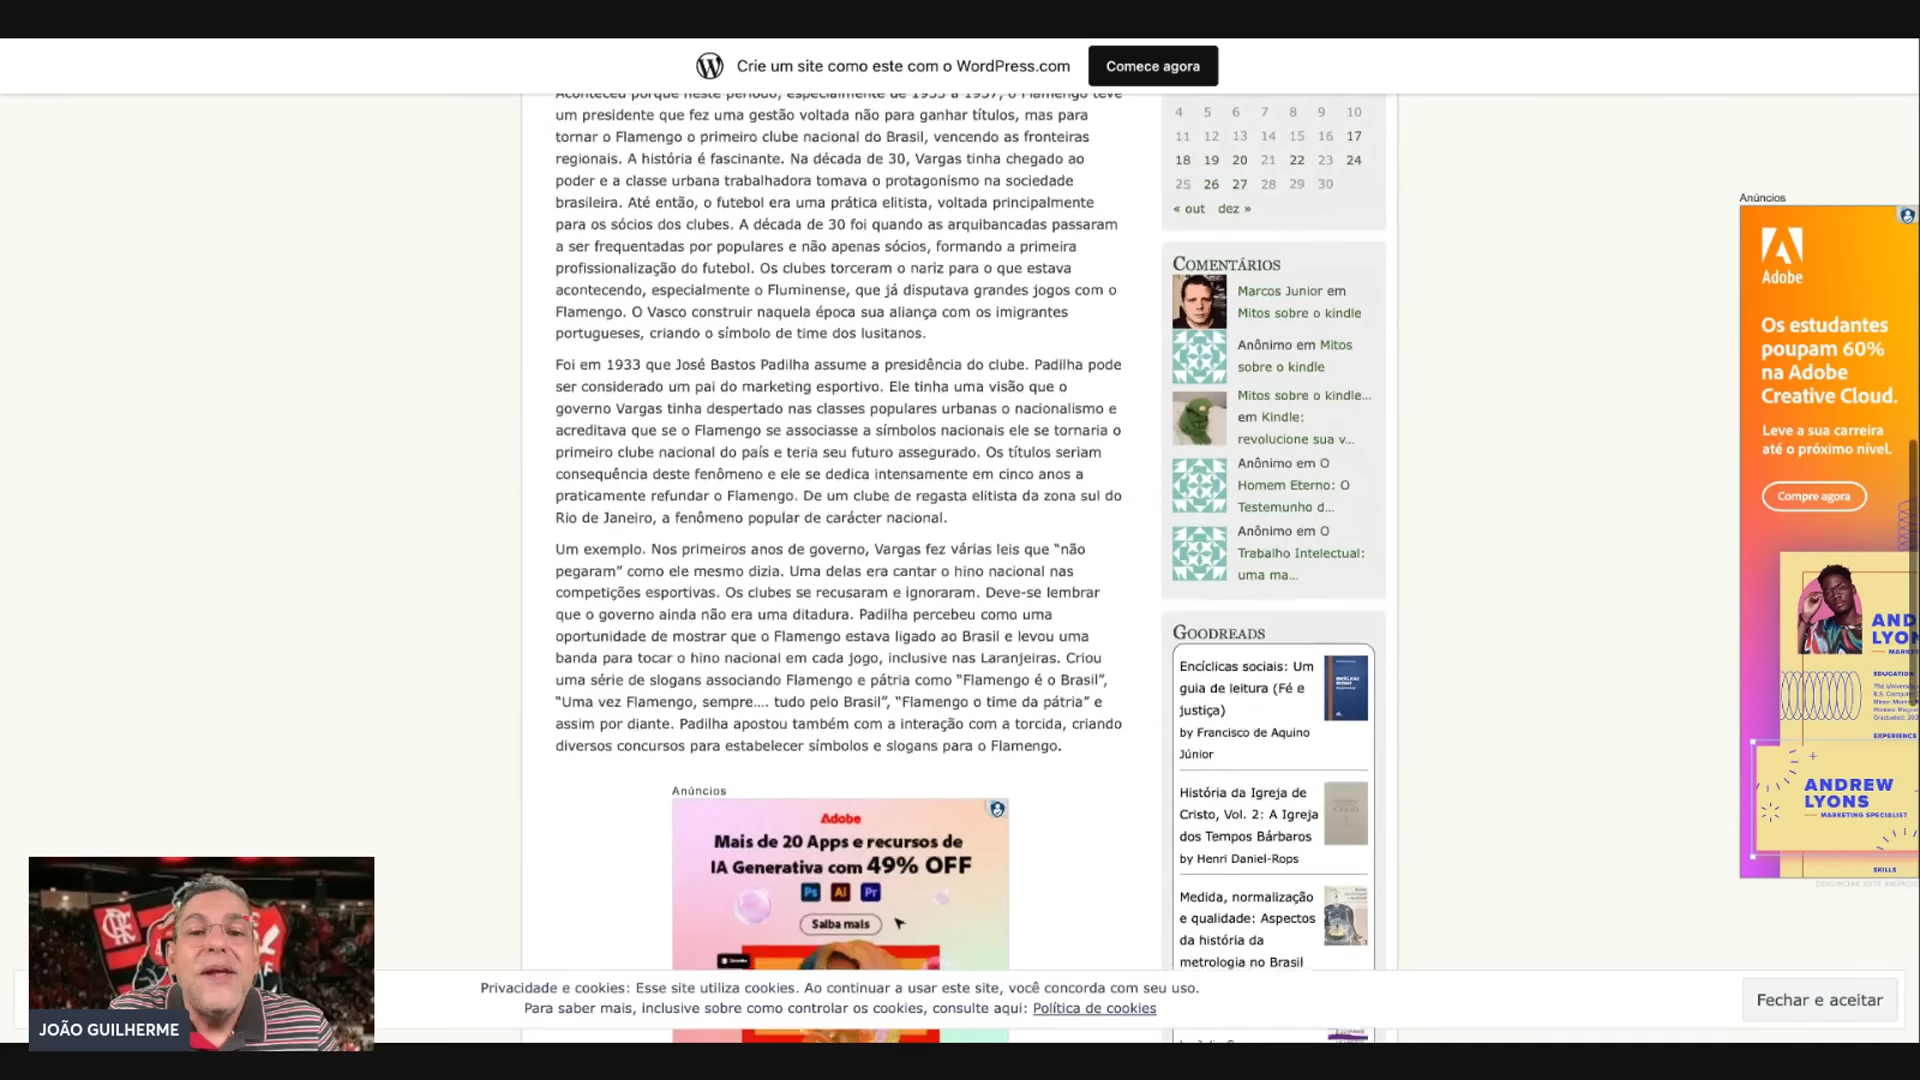 Crie um site como este com o WordPress.com
Comece agora
Aconteceu porque neste período, especialmente de 1933 a 1937, o Flamengo teve
um presidente que fez uma gestão voltada não para ganhar títulos, mas para
tornar o Flamengo o primeiro clube nacional do Brasil, vencendo as fronteiras
regionais. A história é fascinante. Na década de 30, Vargas tinha chegado ao
poder e a classe urbana trabalhadora tomava o protagonismo na sociedade
brasileira. Até então, o futebol era uma prática elitista, voltada principalmente
para os sócios dos clubes. A década de 30 foi quando as arquibancadas passaram
a ser frequentadas por populares e não apenas sócios, formando a primeira
profissionalização do futebol. Os clubes torceram o nariz para o que estava
acontecendo, especialmente o Fluminense, que já disputava grandes jogos com o
Flamengo. O Vasco construir naquela época sua aliança com os imigrantes
portugueses, criando o símbolo de time dos lusitanos.
Foi em 1933 que José Bastos Padilha assume a presidência do clube. Padilha pode
ser considerado um pai do marketing esportivo. Ele tinha uma visão que o
governo Vargas tinha despertado nas classes populares urbanas o nacionalismo e
acreditava que se o Flamengo se associasse a símbolos nacionais ele se tornaria o
primeiro clube nacional do país e teria seu futuro assegurado. Os títulos seriam
consequência deste fenômeno e ele se dedica intensamente em cinco anos a
praticamente refundar o Flamengo. De um clube de regasta elitista da zona sul do
Rio de Janeiro, a fenômeno popular de carácter nacional.
Um exemplo. Nos primeiros anos de governo, Vargas fez várias leis que “não
pegaram” como ele mesmo dizia. Uma delas era cantar o hino nacional nas
competições esportivas. Os clubes se recusaram e ignoraram. Deve-se lembrar
que o governo ainda não era uma ditadura. Padilha percebeu como uma
oportunidade de mostrar que o Flamengo estava ligado ao Brasil e levou uma
banda para tocar o hino nacional em cada jogo, inclusive nas Laranjeiras. Criou
uma série de slogans associando Flamengo e pátria como “Flamengo é o Brasil”,
“Uma vez Flamengo, sempre…. tudo pelo Brasil”, “Flamengo o time da pátria” e
assim por diante. Padilha apostou também com a interação com a torcida, criando
diversos concursos para estabelecer símbolos e slogans para o Flamengo.
Anúncios
Adobe
Mais de 20 Apps e recursos de
IA Generativa com 49% OFF
Ps Ai Pr
Saiba mais
4 5 6 7 8 9 10
11 12 13 14 15 16 17
18 19 20 21 22 23 24
25 26 27 28 29 30
« out dez »
Comentários
Marcos Junior em
Mitos sobre o kindle
Anônimo em Mitos
sobre o kindle
Mitos sobre o kindle…
em Kindle:
revolucione sua v…
Anônimo em O
Homem Eterno: O
Testemunho d…
Anônimo em O
Trabalho Intelectual:
uma ma…
Goodreads
Encíclicas sociais: Um
guia de leitura (Fé e
justiça)
by Francisco de Aquino
Júnior
História da Igreja de
Cristo, Vol. 2: A Igreja
dos Tempos Bárbaros
by Henri Daniel-Rops
Medida, normalização
e qualidade: Aspectos
da história da
metrologia no Brasil
Anúncios
Adobe
Os estudantes
poupam 60%
na Adobe
Creative Cloud.
Leve a sua carreira
até o próximo nível.
Compre agora
AND
LYON
EDUCATION
EXPERIENCE
ANDREW
LYONS
MARKETING SPECIALIST
SKILLS
DENUNCIAR ESTE ANÚNCIO
Privacidade e cookies: Esse site utiliza cookies. Ao continuar a usar este site, você concorda com seu uso.
Para saber mais, inclusive sobre como controlar os cookies, consulte aqui: Política de cookies
Fechar e aceitar
JOÃO GUILHERME